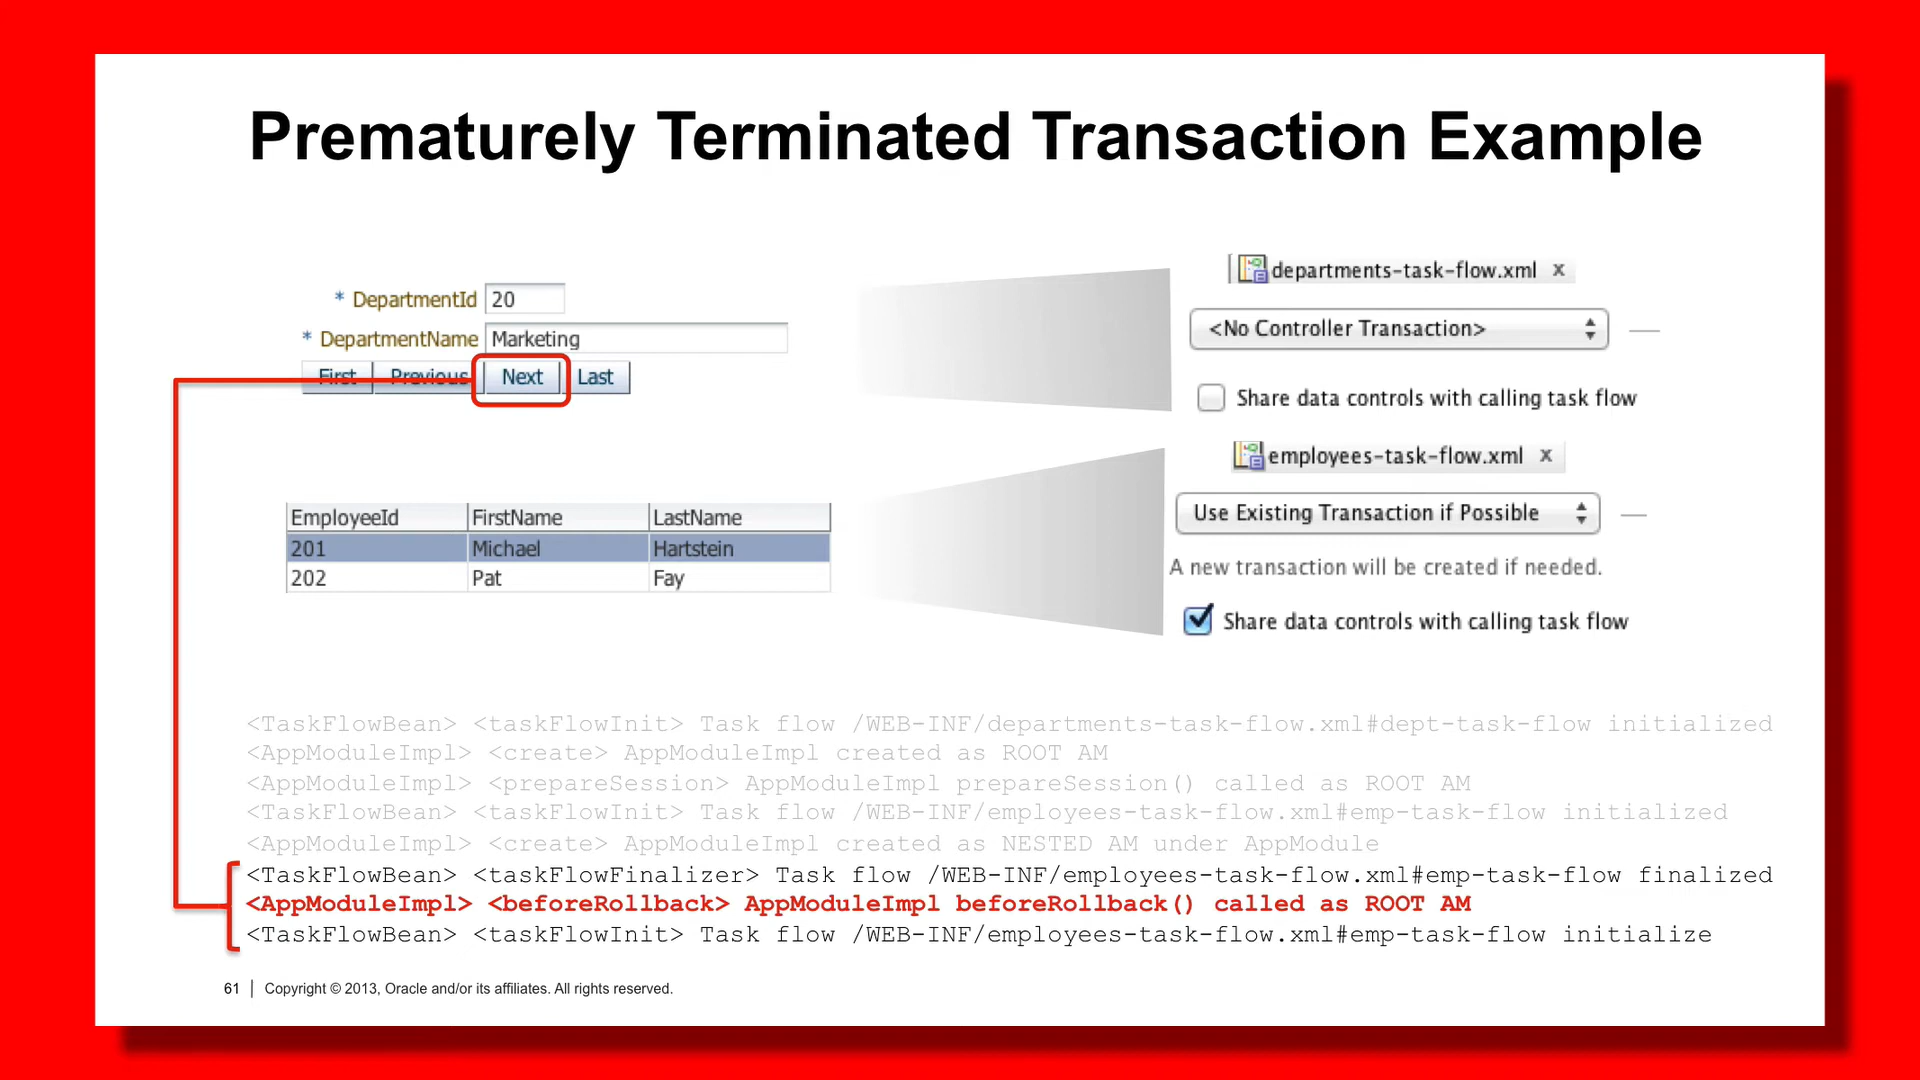 Prematurely Terminated Transaction Example
* DepartmentId 20
* DepartmentName Marketing
First Previous Next Last
departments-task-flow.xml x
<No Controller Transaction>
Share data controls with calling task flow
employees-task-flow.xml x
Use Existing Transaction if Possible
A new transaction will be created if needed.
Share data controls with calling task flow
EmployeeId FirstName LastName
201 Michael Hartstein
202 Pat Fay
<TaskFlowBean> <taskFlowInit> Task flow /WEB-INF/departments-task-flow.xml#dept-task-flow initialized
<AppModuleImpl> <create> AppModuleImpl created as ROOT AM
<AppModuleImpl> <prepareSession> AppModuleImpl prepareSession() called as ROOT AM
<TaskFlowBean> <taskFlowInit> Task flow /WEB-INF/employees-task-flow.xml#emp-task-flow initialized
<AppModuleImpl> <create> AppModuleImpl created as NESTED AM under AppModule
<TaskFlowBean> <taskFlowFinalizer> Task flow /WEB-INF/employees-task-flow.xml#emp-task-flow finalized
<AppModuleImpl> <beforeRollback> AppModuleImpl beforeRollback() called as ROOT AM
<TaskFlowBean> <taskFlowInit> Task flow /WEB-INF/employees-task-flow.xml#emp-task-flow initialize
61 | Copyright © 2013, Oracle and/or its affiliates. All rights reserved.